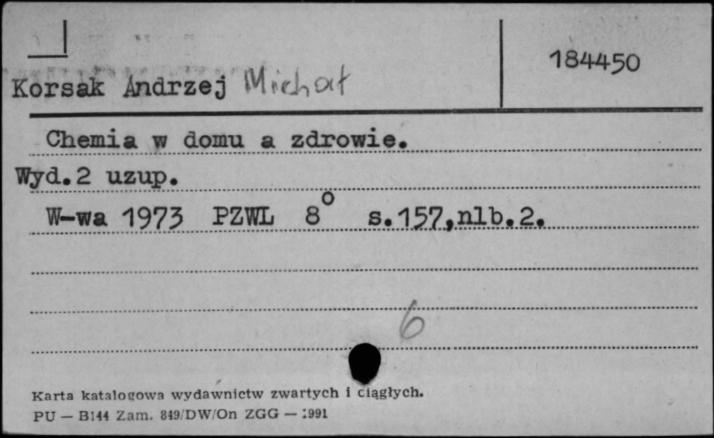 184450
Korsak Andrzej Michał
Chemia w domu a zdrowie.
Wyd.2 uzup.
W-wa 1973 PZWL 8° s.157,nlb.2.
6
Karta katalogowa wydawnictw zwartych i ciągłych.
PU — B144 Zam. 849/DW/On ZGG — 1991